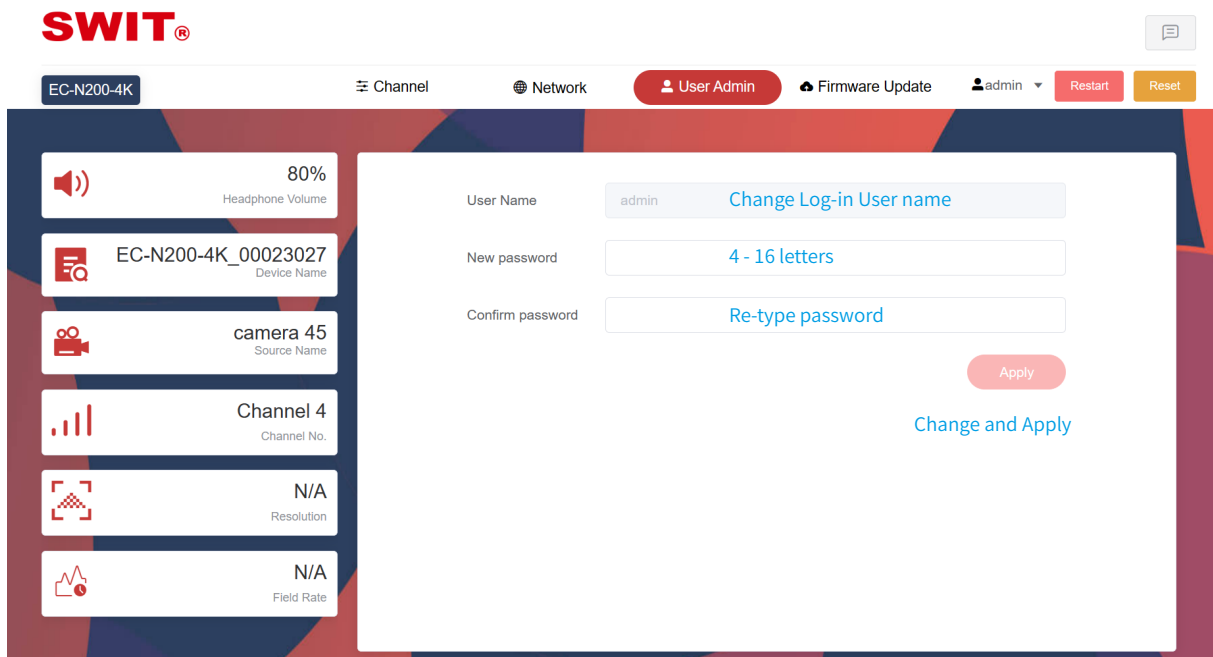 SWIT®
EC-N200-4K
Channel
Network
User Admin
Firmware Update
admin
Restart
Reset
80%
Headphone Volume
EC-N200-4K_00023027
Device Name
camera 45
Source Name
Channel 4
Channel No.
N/A
Resolution
N/A
Field Rate
User Name
admin
Change Log-in User name
New password
4 - 16 letters
Confirm password
Re-type password
Apply
Change and Apply